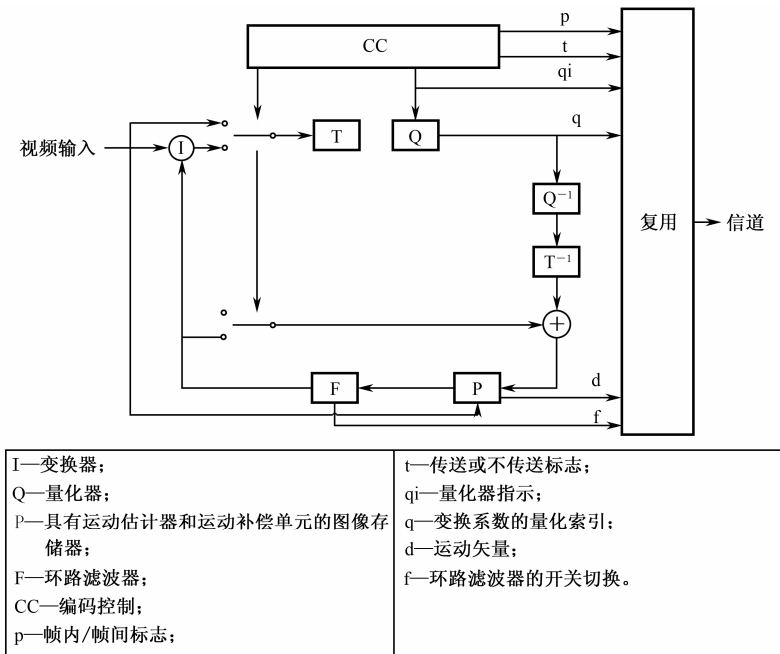 CC
p
t
qi
T
Q
q
视频输入
I
Q⁻¹
复用
信道
T⁻¹
+
F
P
d
f
I—变换器；
Q—量化器；
P—具有运动估计器和运动补偿单元的图像存
储器；
F—环路滤波器；
CC—编码控制；
p—帧内/帧间标志；
t—传送或不传送标志；
qi—量化器指示；
q—变换系数的量化索引；
d—运动矢量；
f—环路滤波器的开关切换。